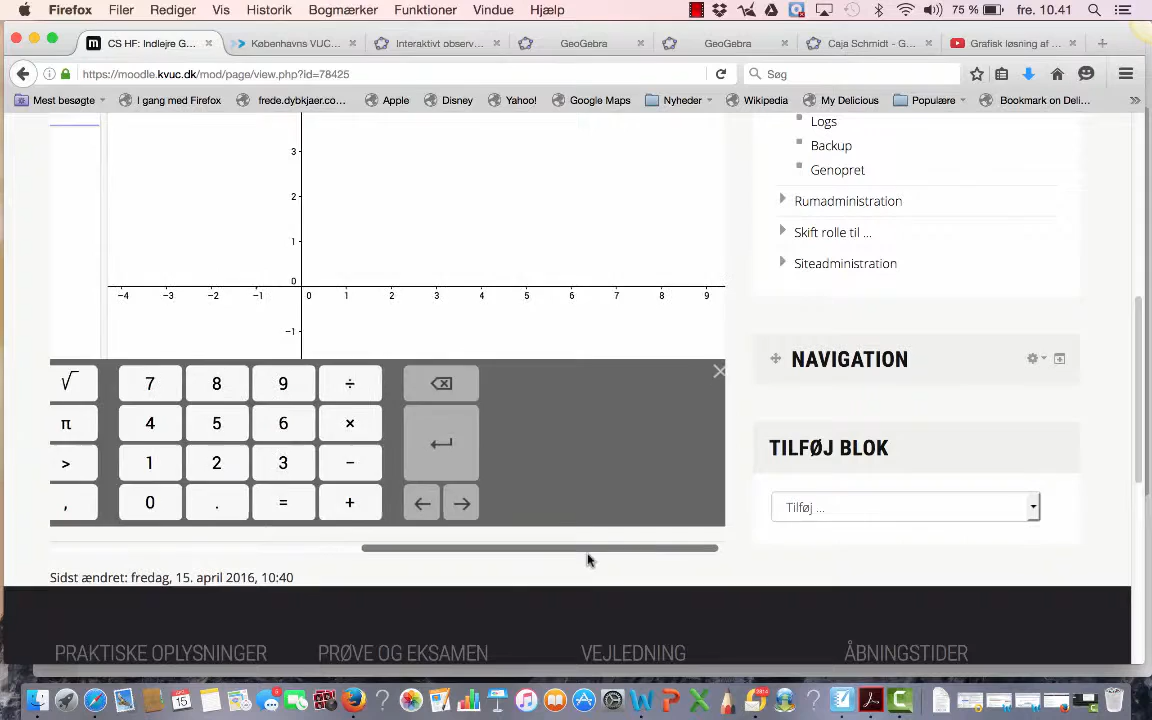 Firefox Filer Rediger Vis Historik Bogmærker Funktioner Vindue Hjælp 75 % fre. 10.41
CS HF: Indlejre G... Københavns VUC... Interaktivt observ... GeoGebra GeoGebra Caja Schmidt - G... Grafisk løsning af ...
https://moodle.kvuc.dk/mod/page/view.php?id=78425 Søg
Mest besøgte I gang med Firefox frede.dybkjaer.co... Apple Disney Yahoo! Google Maps Nyheder Wikipedia My Delicious Populære Bookmark on Deli...
Logs
Backup
Genopret
Rumadministration
Skift rolle til ...
Siteadministration
3
2
1
0
−4 −3 −2 −1 0 1 2 3 4 5 6 7 8 9
−1
√ 7 8 9 ÷
π 4 5 6 ×
> 1 2 3 −
, 0 . = +
NAVIGATION
TILFØJ BLOK
Tilføj ...
Sidst ændret: fredag, 15. april 2016, 10:40
PRAKTISKE OPLYSNINGER PRØVE OG EKSAMEN VEJLEDNING ÅBNINGSTIDER